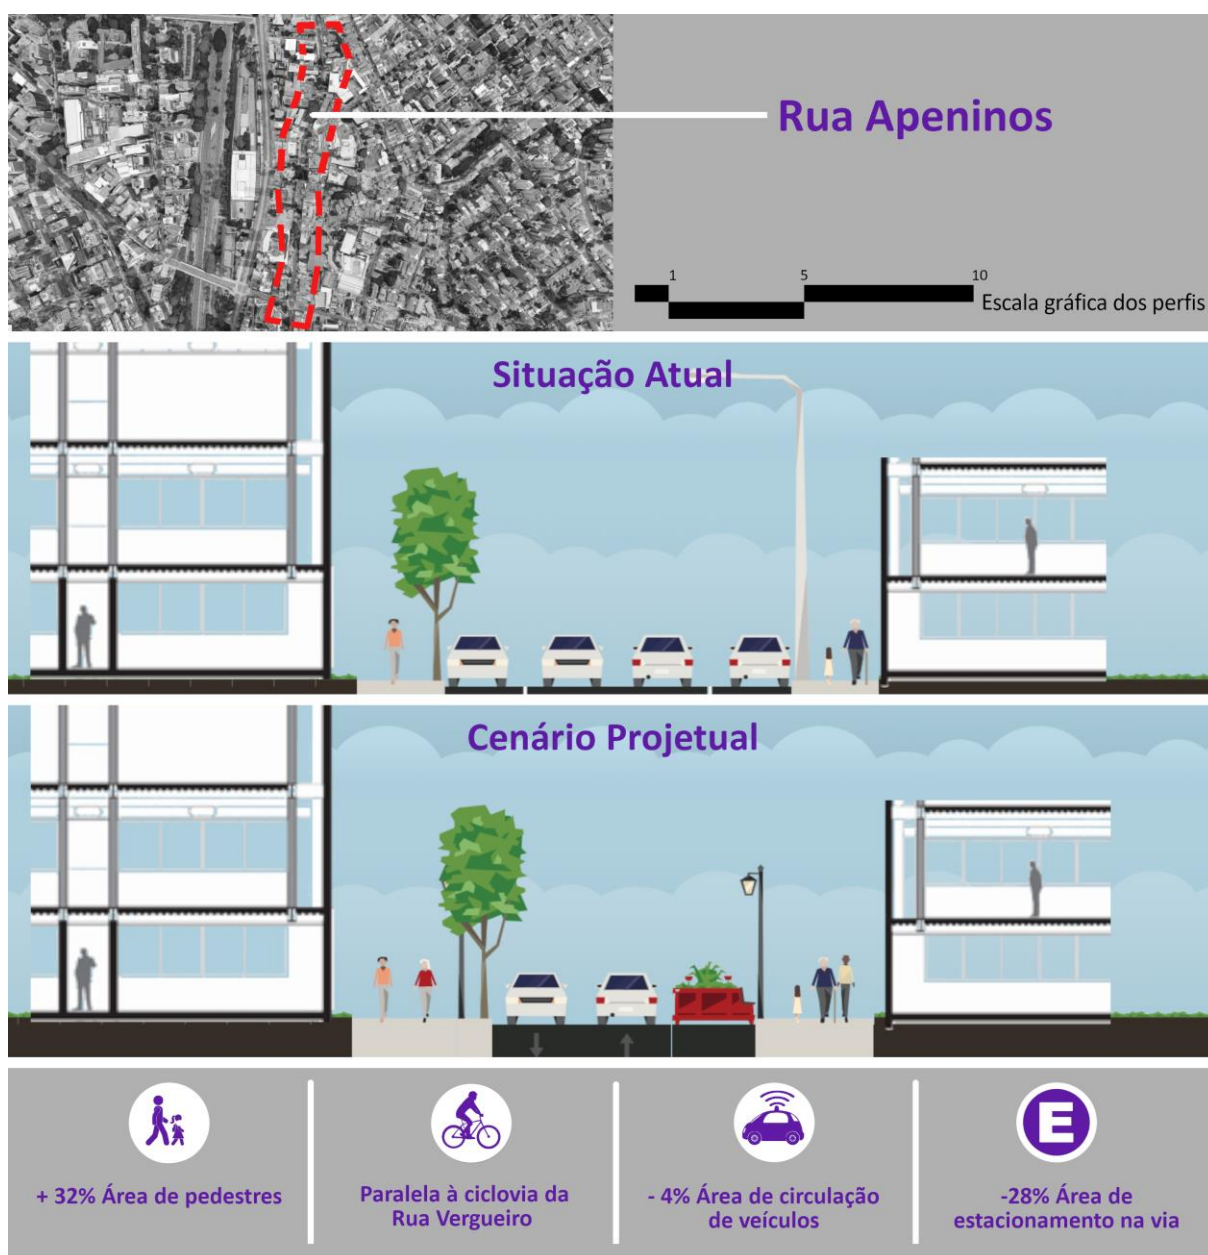 Rua Apeninos
1 5 10
Escala gráfica dos perfis
Situação Atual
Cenário Projetual
E
+ 32% Área de pedestres
Paralela à ciclovia da
Rua Vergueiro
- 4% Área de circulação
de veículos
-28% Área de
estacionamento na via